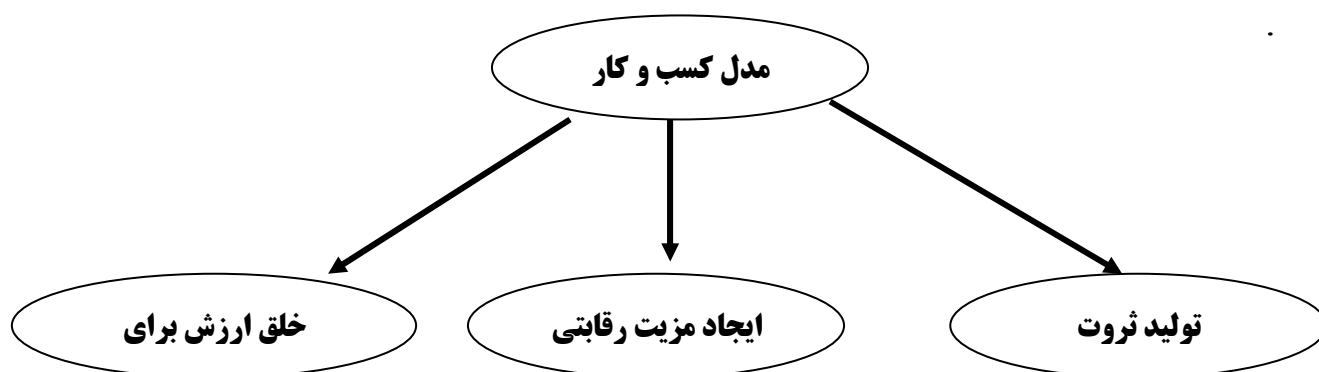 مدل کسب و کار
تولید ثروت
ایجاد مزیت رقابتی
خلق ارزش برای